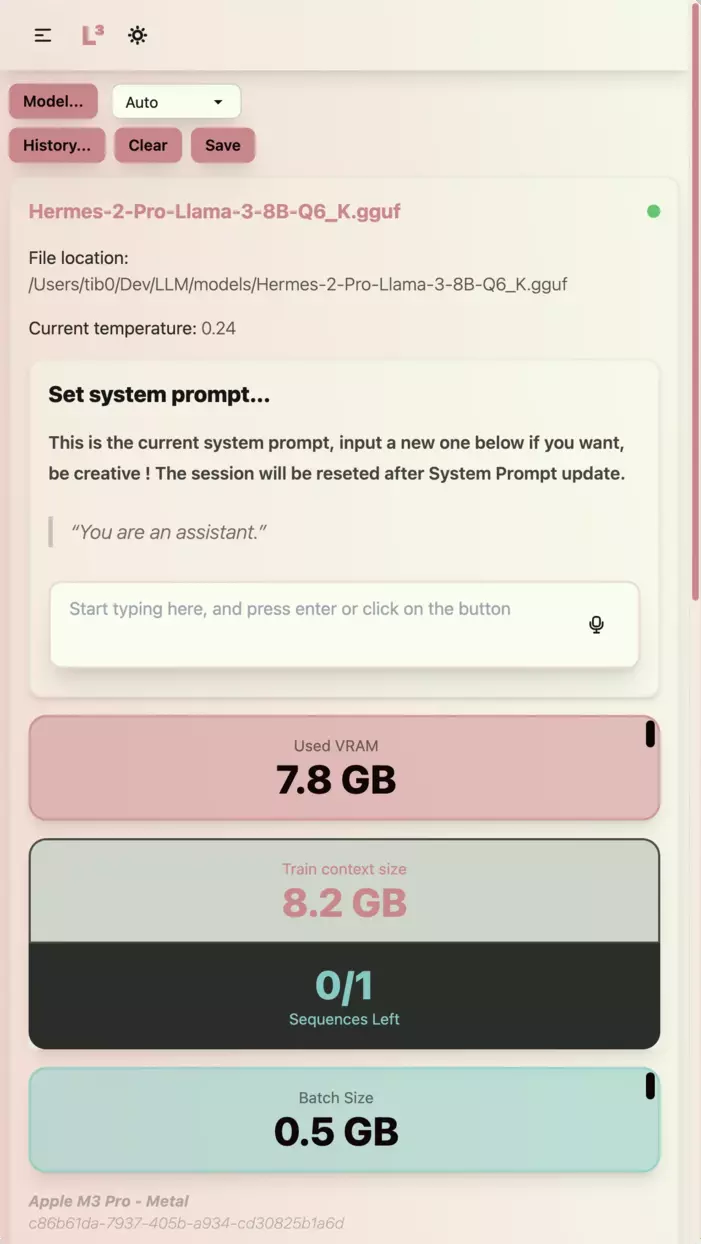 L³
Model... Auto
History... Clear Save
Hermes-2-Pro-Llama-3-8B-Q6_K.gguf
File location:
/Users/tib0/Dev/LLM/models/Hermes-2-Pro-Llama-3-8B-Q6_K.gguf
Current temperature: 0.24
Set system prompt...
This is the current system prompt, input a new one below if you want,
be creative ! The session will be reseted after System Prompt update.
“You are an assistant.”
Start typing here, and press enter or click on the button
Used VRAM
7.8 GB
Train context size
8.2 GB
0/1
Sequences Left
Batch Size
0.5 GB
Apple M3 Pro - Metal
c86b61da-7937-405b-a934-cd30825b1a6d